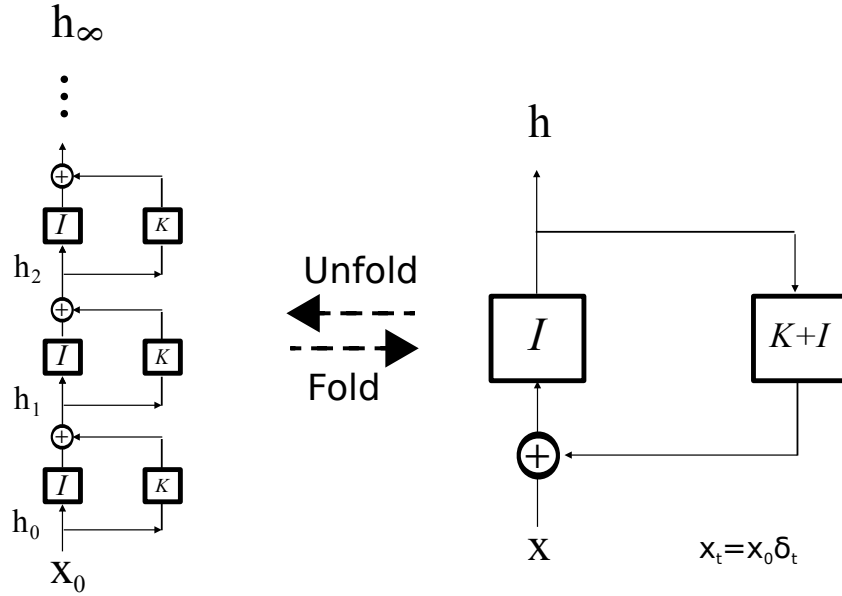 h∞
⋮
+
I
K
h₂
+
I
K
h₁
+
I
K
h₀
x₀
Unfold
Fold
h
I
K+I
+
x
xₜ=x₀δₜ